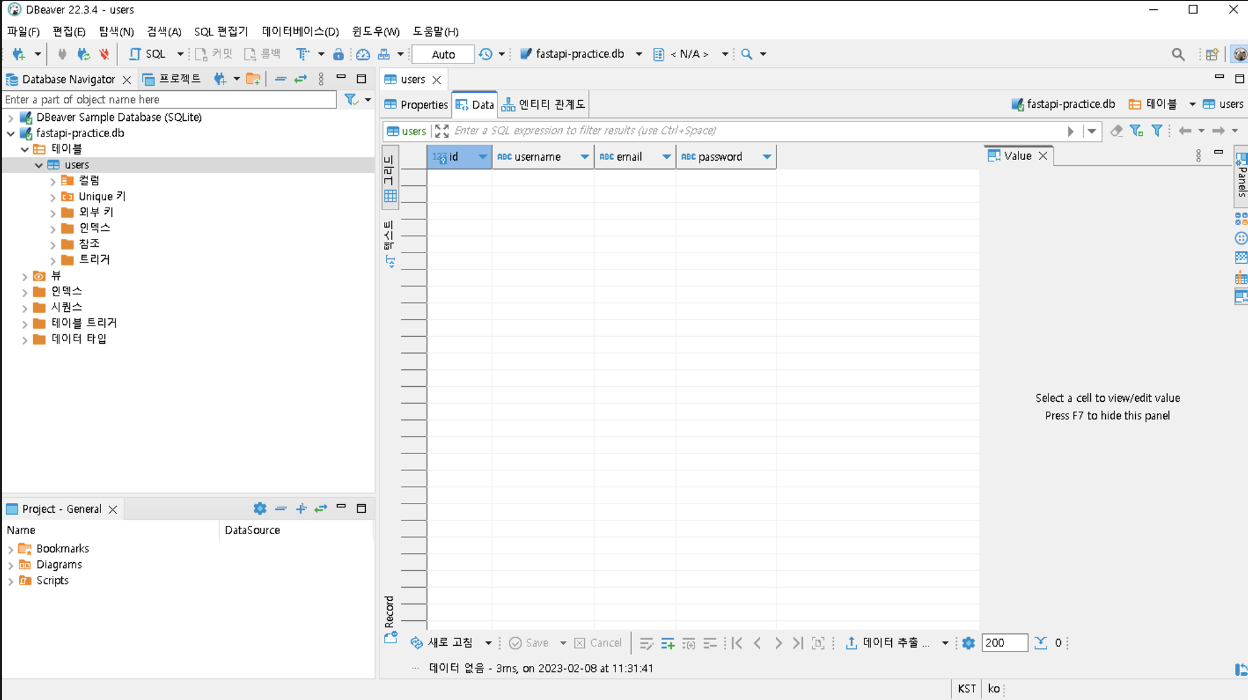 DBeaver 22.3.4 - users
파일(F) 편집(E) 탐색(N) 검색(A) SQL 편집기 데이터베이스(D) 윈도우(W) 도움말(H)
SQL 커밋 롤백 Auto fastapi-practice.db < N/A >
Database Navigator 프로젝트
Enter a part of object name here
DBeaver Sample Database (SQLite)
fastapi-practice.db
테이블
users
컬럼
Unique 키
외부 키
인덱스
참조
트리거
뷰
인덱스
시퀀스
테이블 트리거
데이터 타입
Project - General
Name DataSource
Bookmarks
Diagrams
Scripts
users
Properties Data 엔티티 관계도 fastapi-practice.db 테이블 users
users Enter a SQL expression to filter results (use Ctrl+Space)
그리드
텍스트
Record
123 id ABC username ABC email ABC password
Value
Panels
Select a cell to view/edit value
Press F7 to hide this panel
새로 고침 Save Cancel 데이터 추출 ... 200 0
데이터 없음 - 3ms, on 2023-02-08 at 11:31:41
KST ko